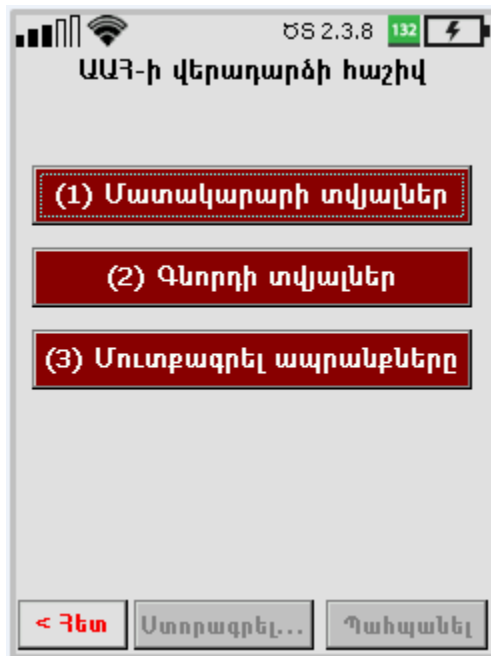 ԾՏ 2.3.8 132
ԱԱՀ-ի վերադարձի հաշիվ
(1) Մատակարարի տվյալներ
(2) Գնորդի տվյալներ
(3) Մուտքագրել ապրանքները
< Հետ Ստորագրել... Պահպանել